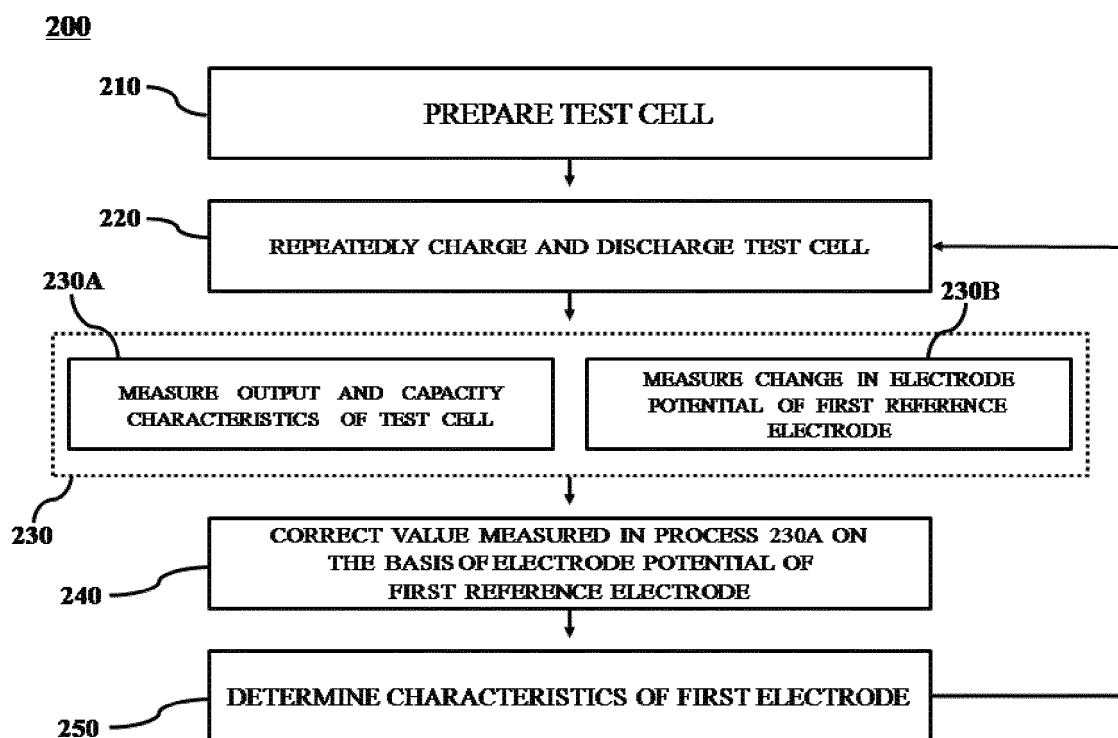 200
210
PREPARE TEST CELL
220
REPEATEDLY CHARGE AND DISCHARGE TEST CELL
230A
230B
MEASURE OUTPUT AND CAPACITY
CHARACTERISTICS OF TEST CELL
MEASURE CHANGE IN ELECTRODE
POTENTIAL OF FIRST REFERENCE
ELECTRODE
230
CORRECT VALUE MEASURED IN PROCESS 230A ON
THE BASIS OF ELECTRODE POTENTIAL OF
FIRST REFERENCE ELECTRODE
240
DETERMINE CHARACTERISTICS OF FIRST ELECTRODE
250